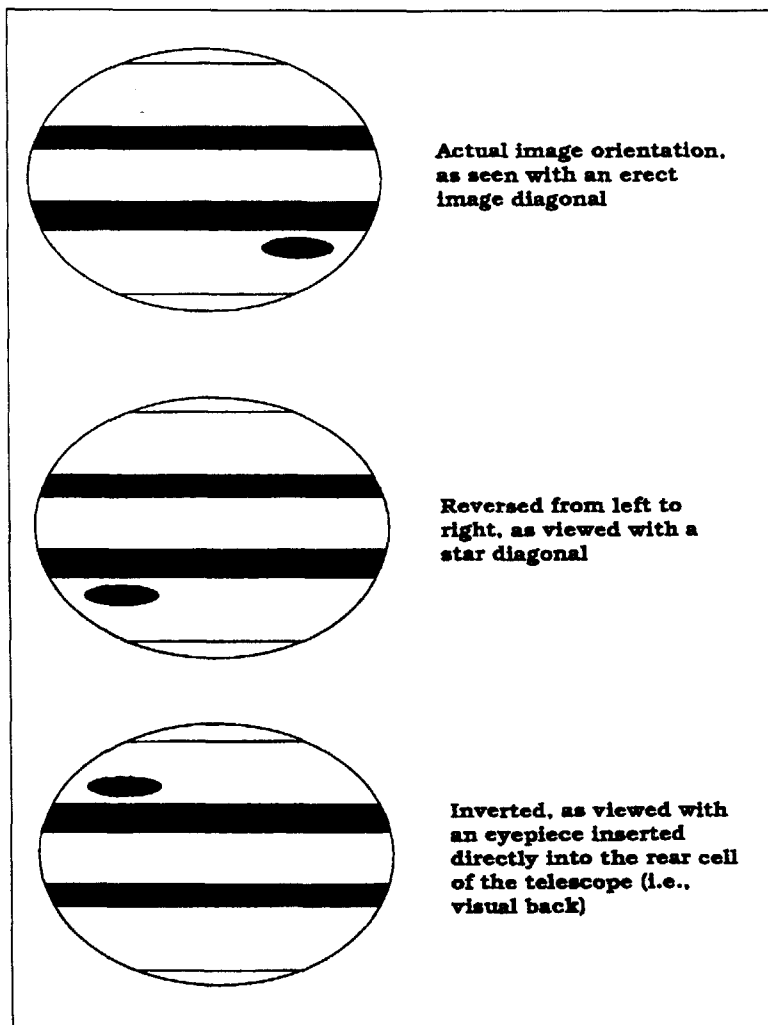 Actual image orientation,
as seen with an erect
image diagonal
Reversed from left to
right, as viewed with a
star diagonal
Inverted, as viewed with
an eyepiece inserted
directly into the rear cell
of the telescope (i.e.,
visual back)